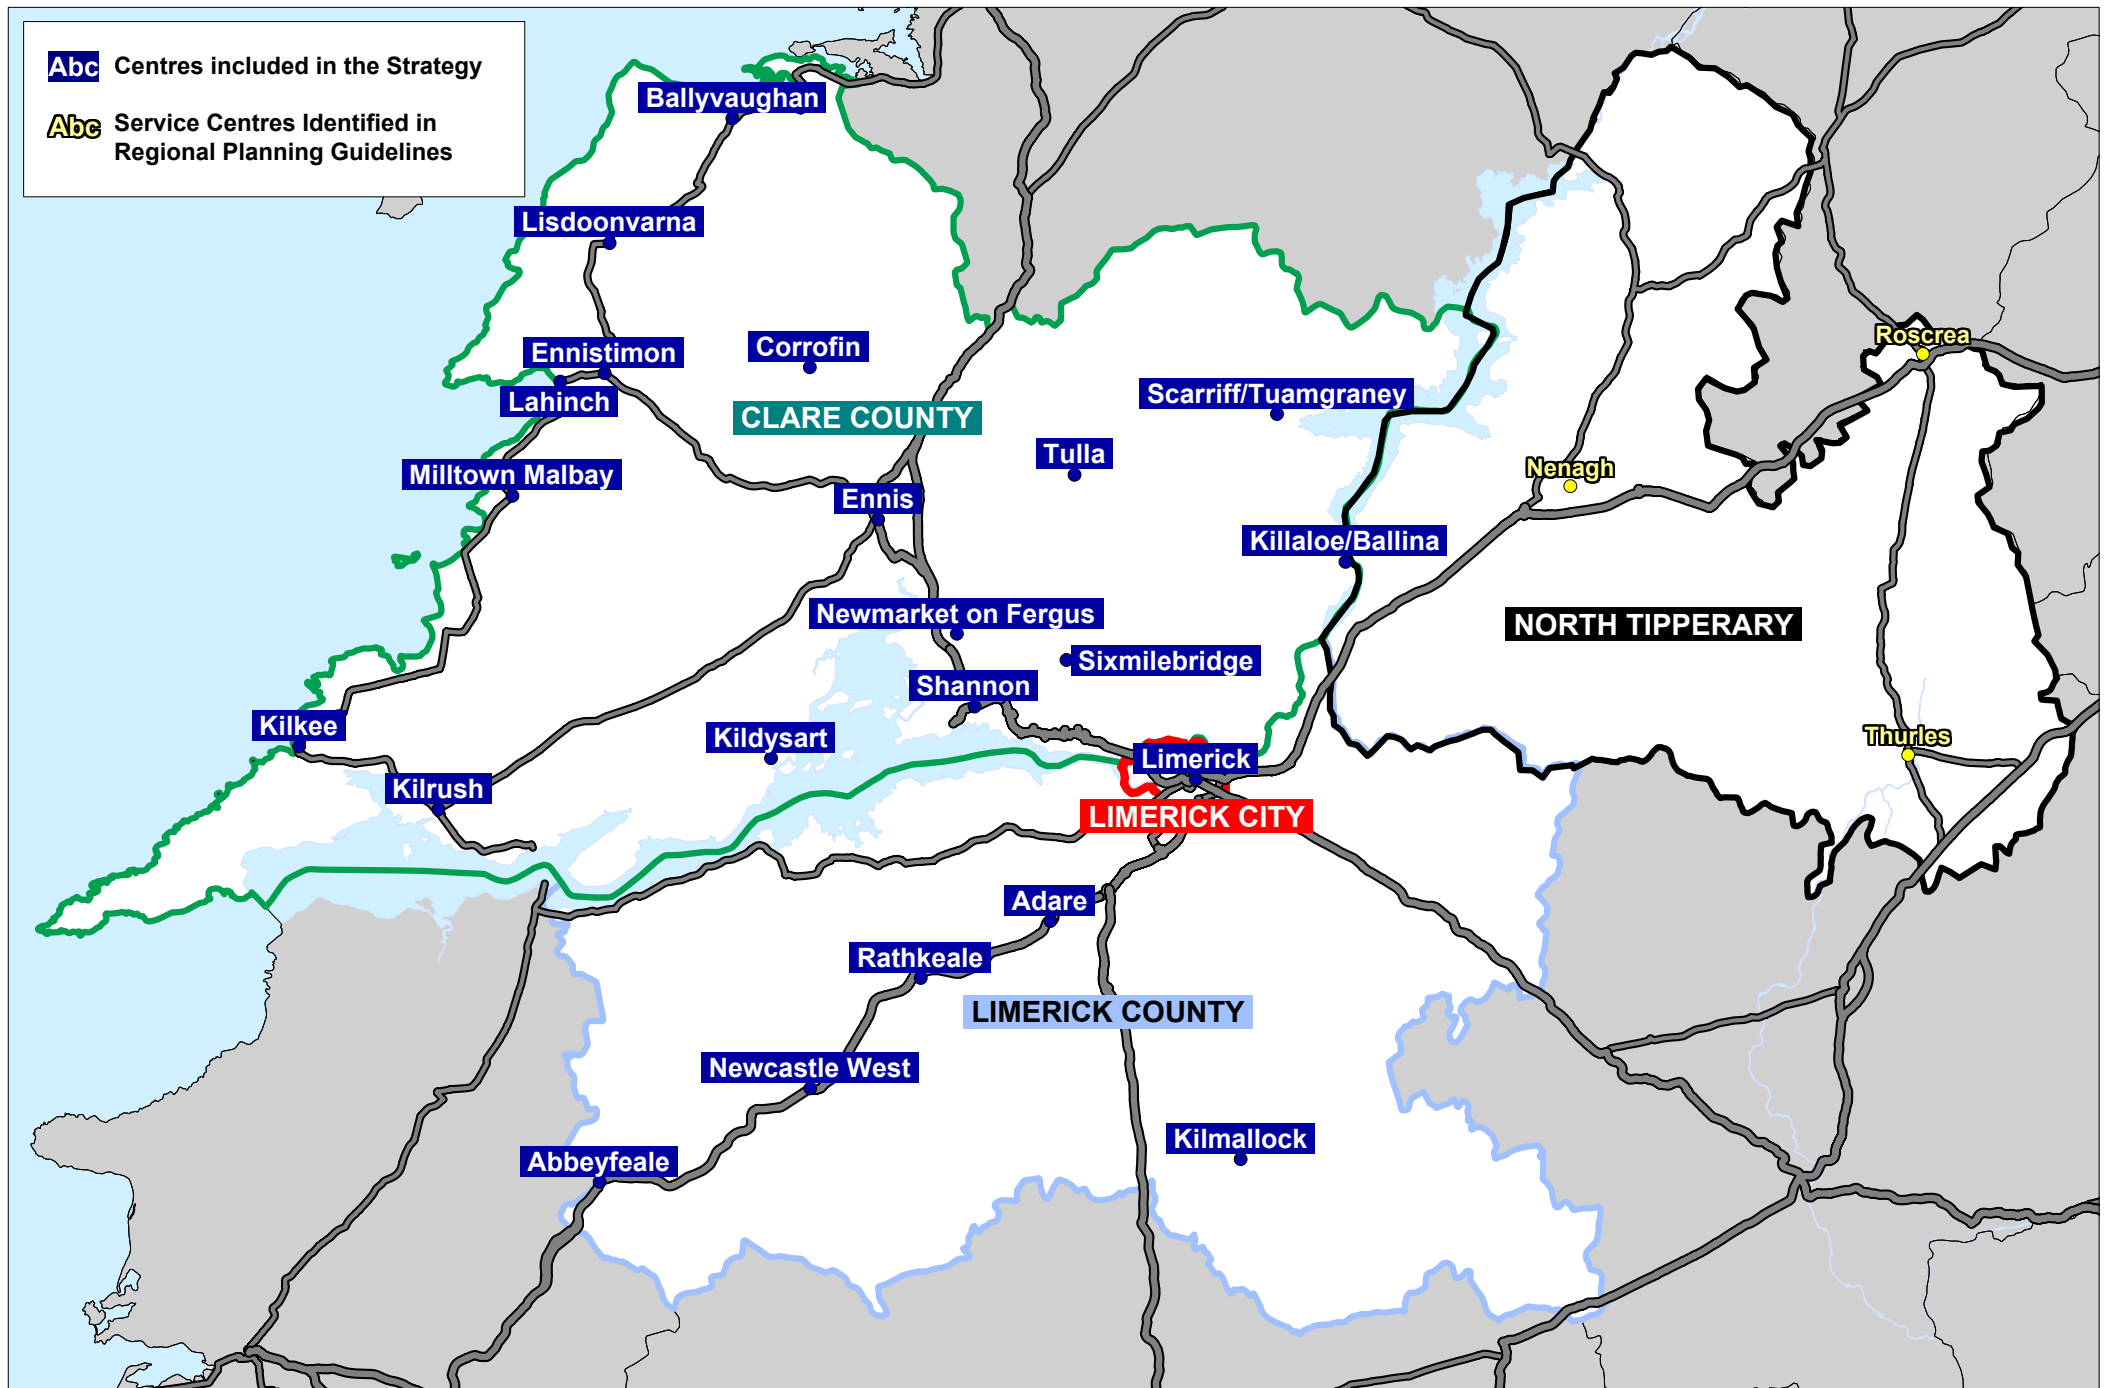 Abc Centres included in the Strategy
Abc Service Centres Identified in
Regional Planning Guidelines
Ballyvaughan
Lisdoonvarna
Roscrea
Ennistimon
Corrofin
Scarriff/Tuamgraney
Lahinch
CLARE COUNTY
Tulla
Nenagh
Milltown Malbay
Ennis
Killaloe/Ballina
Newmarket on Fergus
NORTH TIPPERARY
Sixmilebridge
Shannon
Kilkee
Kildysart
Thurles
Limerick
Kilrush
LIMERICK CITY
Adare
Rathkeale
LIMERICK COUNTY
Newcastle West
Kilmallock
Abbeyfeale